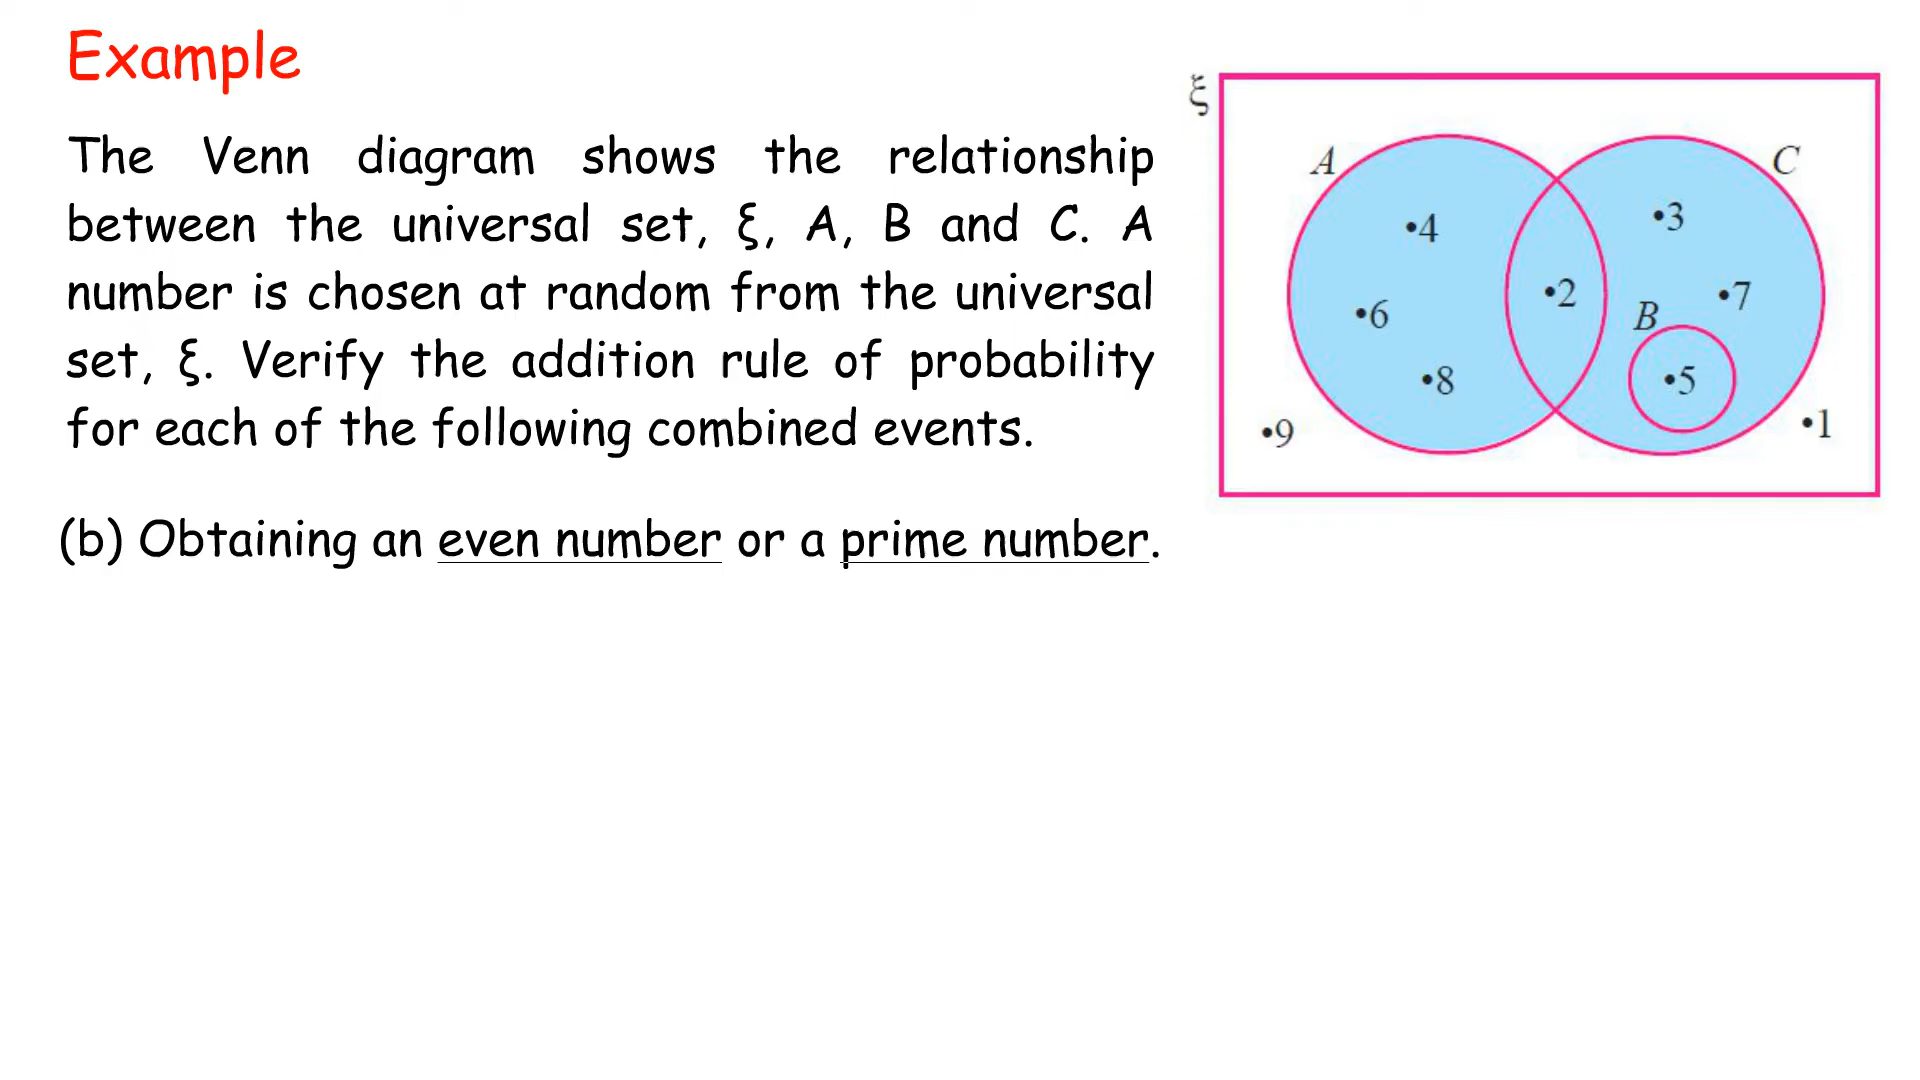 Example
The Venn diagram shows the relationship
between the universal set, ξ, A, B and C. A
number is chosen at random from the universal
set, ξ. Verify the addition rule of probability
for each of the following combined events.
(b) Obtaining an even number or a prime number.
ξ
A
C
•4
•3
•2
•7
•6
B
•8
•5
•9
•1